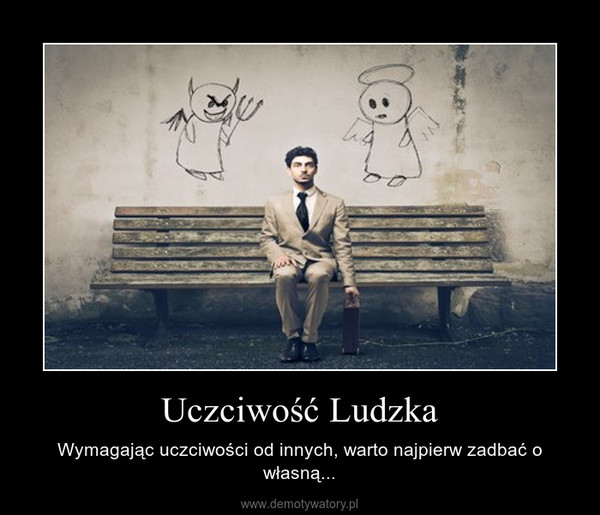 Uczciwość Ludzka
Wymagając uczciwości od innych, warto najpierw zadbać o
własną...
www.demotywatory.pl